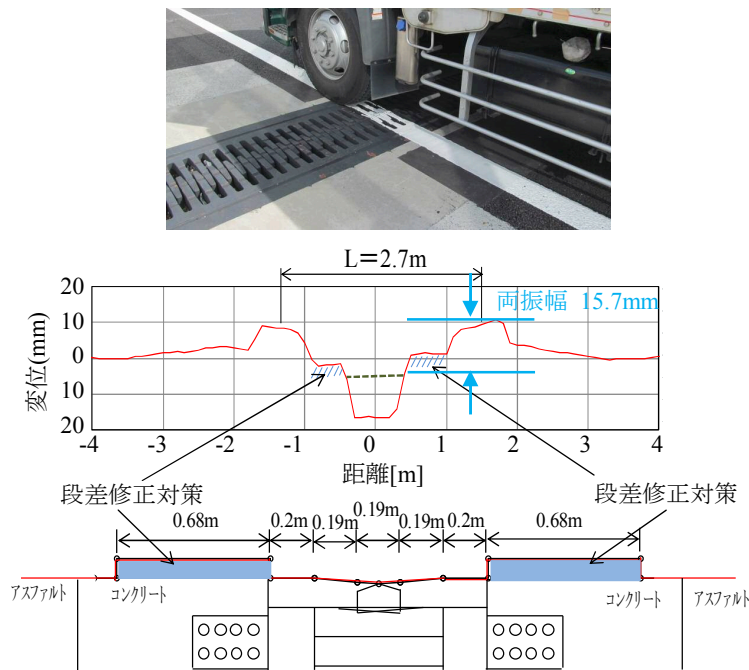 L=2.7m
両振幅 15.7mm
変位(mm)
20
10
0
10
20
-4 -3 -2 -1 0 1 2 3 4
距離[m]
段差修正対策 段差修正対策
0.68m 0.2m 0.19m 0.19m 0.19m 0.2m 0.68m
アスファルト コンクリート コンクリート アスファルト